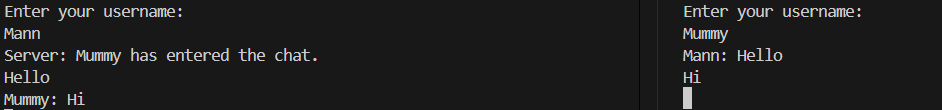 Enter your username:
Mann
Server: Mummy has entered the chat.
Hello
Mummy: Hi
Enter your username:
Mummy
Mann: Hello
Hi